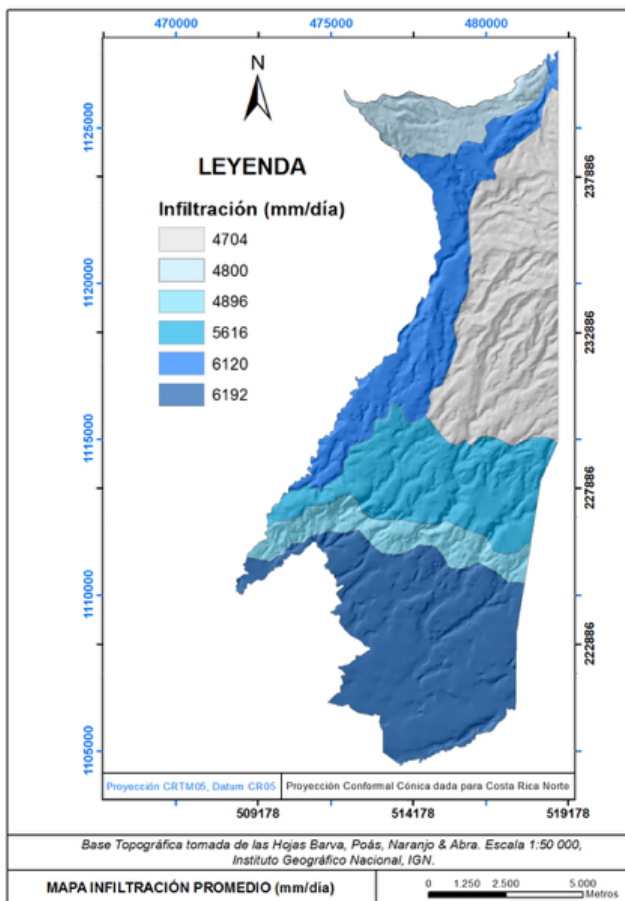 470000 475000 480000
N
LEYENDA
Infiltración (mm/día)
4704
4800
4896
5616
6120
6192
1125000
1120000
1115000
1110000
1105000
237886
232886
227886
222886
Proyección CRTM05, Datum CR05 Proyección Conformal Cónica dada para Costa Rica Norte
509178 514178 519178
Base Topográfica tomada de las Hojas Barva, Poás, Naranjo & Abra. Escala 1:50 000,
Instituto Geográfico Nacional, IGN.
MAPA INFILTRACIÓN PROMEDIO (mm/día)
0 1.250 2.500 5.000
Metros